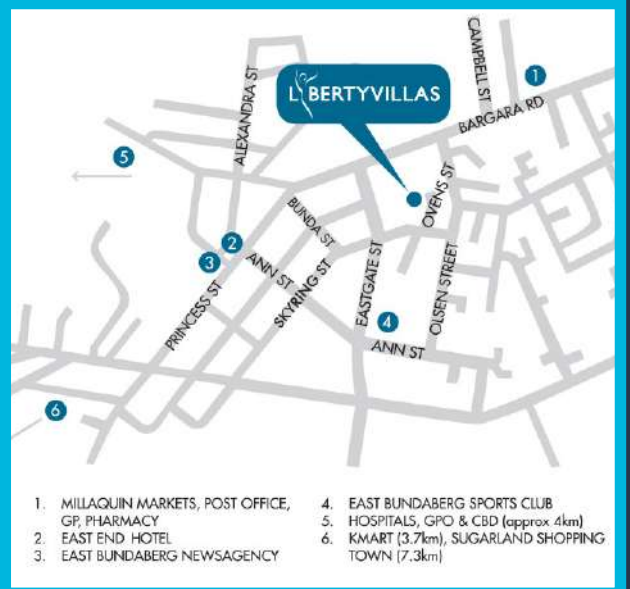 CAMPBELL ST
1
BARGARA RD
ALEXANDRA ST
LIBERTYVILLAS
5
OVENS ST
BUNDA ST
2
3
ANN ST
SKYRING ST
EASTGATE ST
OLSEN STREET
PRINCESS ST
4
ANN ST
6
1. MILLAQUIN MARKETS, POST OFFICE,
GP, PHARMACY
2. EAST END HOTEL
3. EAST BUNDABERG NEWSAGENCY
4. EAST BUNDABERG SPORTS CLUB
5. HOSPITALS, GPO & CBD (approx 4km)
6. KMART (3.7km), SUGARLAND SHOPPING
TOWN (7.3km)